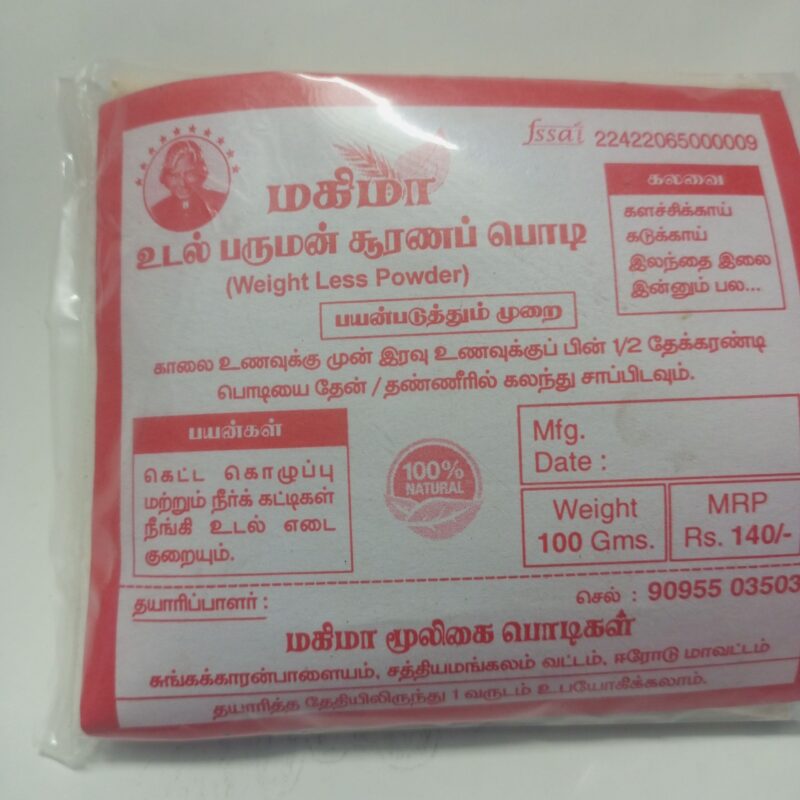 fssai 22422065000009
மகிமா
உடல் பருமன் சூரணப் பொடி
(Weight Less Powder)
கலவை
களச்சிக்காய்
கடுக்காய்
இலந்தை இலை
இன்னும் பல...
பயன்படுத்தும் முறை
காலை உணவுக்கு முன் இரவு உணவுக்குப் பின் 1/2 தேக்கரண்டி
பொடியை தேன் / தண்ணீரில் கலந்து சாப்பிடவும்.
பயன்கள்
கெட்ட கொழுப்பு
மற்றும் நீர்க் கட்டிகள்
நீங்கி உடல் எடை
குறையும்.
100%
NATURAL
Mfg.
Date :
Weight
100 Gms.
MRP
Rs. 140/-
தயாரிப்பாளர் :
செல் : 90955 03503
மகிமா மூலிகை பொடிகள்
சுங்கக்காரன்பாளையம், சத்தியமங்கலம் வட்டம், ஈரோடு மாவட்டம்
தயாரித்த தேதியிலிருந்து 1 வருடம் உபயோகிக்கலாம்.